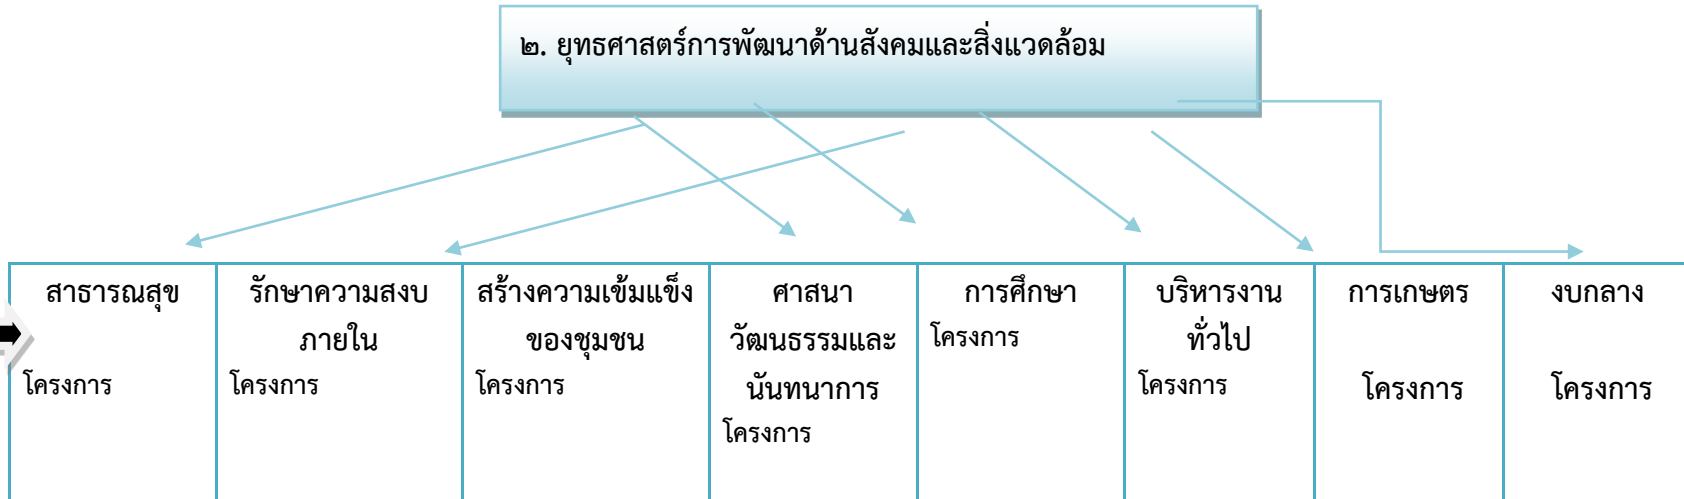 ๒. ยุทธศาสตร์การพัฒนาด้านสังคมและสิ่งแวดล้อม
สาธารณสุข
โครงการ
รักษาความสงบ
ภายใน
โครงการ
สร้างความเข้มแข็ง
ของชุมชน
โครงการ
ศาสนา
วัฒนธรรมและ
นันทนาการ
โครงการ
การศึกษา
โครงการ
บริหารงาน
ทั่วไป
โครงการ
การเกษตร
โครงการ
งบกลาง
โครงการ